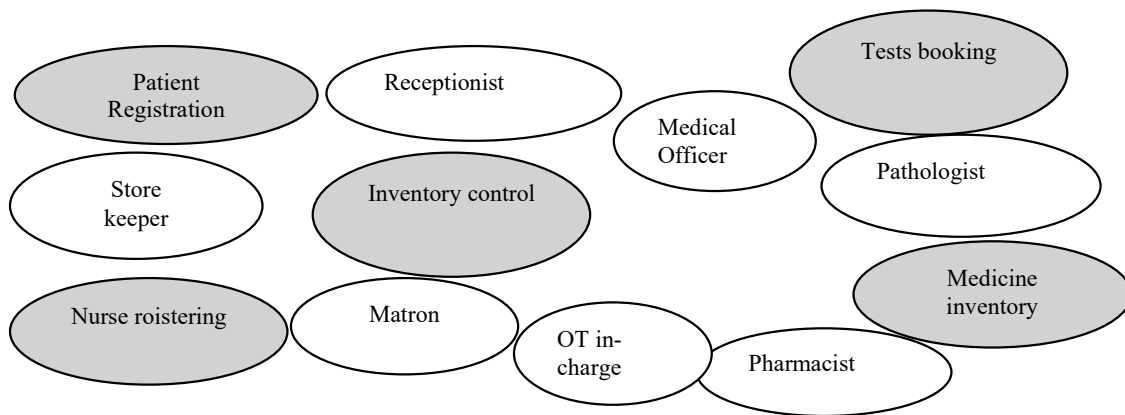 Patient
Registration
Receptionist
Medical
Officer
Tests booking
Store
keeper
Inventory control
Pathologist
Nurse roistering
Matron
OT in-
charge
Pharmacist
Medicine
inventory